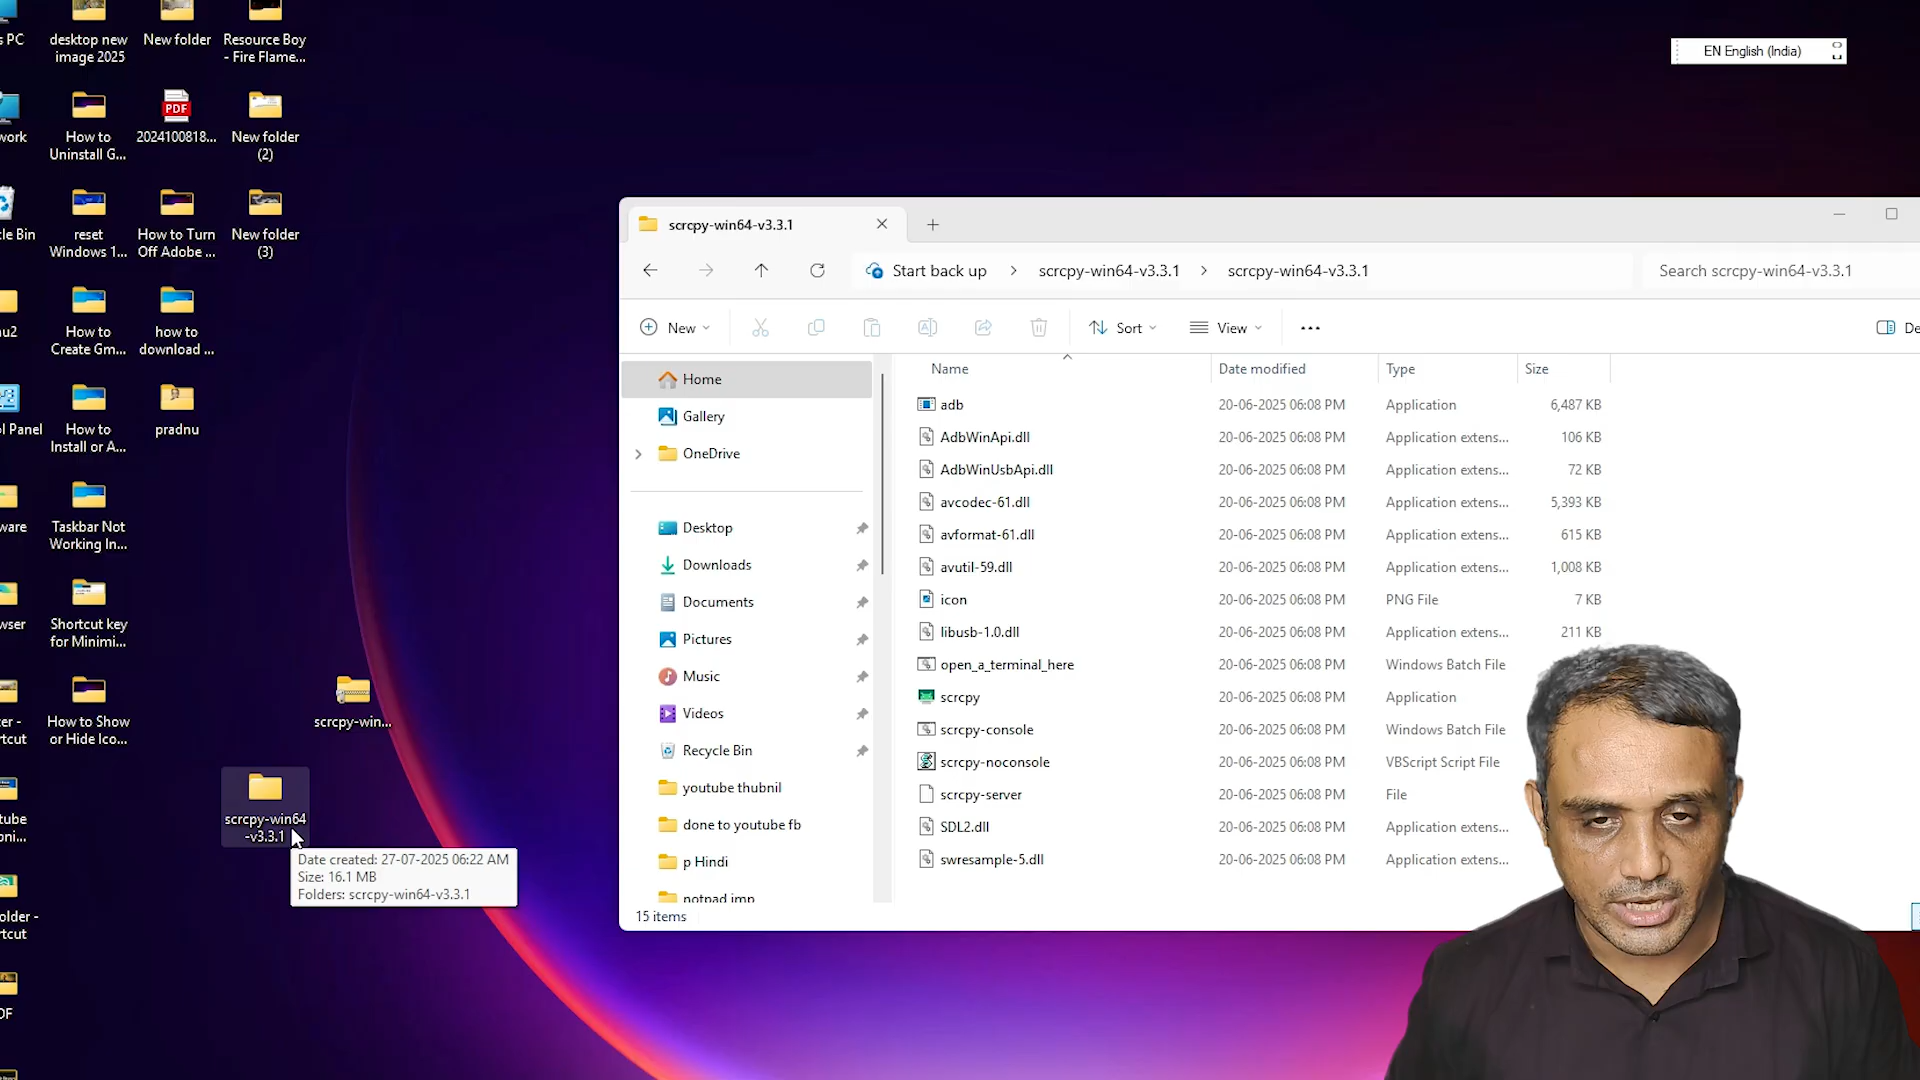 s PC
desktop new
image 2025
New folder
Resource Boy
- Fire Flame...
work
How to
Uninstall G...
PDF
2024100818...
New folder
(2)
cle Bin
reset
Windows 1...
How to Turn
Off Adobe ...
New folder
(3)
nu2
How to
Create Gm...
how to
download ...
ol Panel
How to
Install or A...
pradnu
ware
Taskbar Not
Working In...
wser
Shortcut key
for Minimi...
ter -
rtcut
How to Show
or Hide Ico...
scrcpy-win...
tube
oni...
scrcpy-win64
-v3.3.1
Date created: 27-07-2025 06:22 AM
Size: 16.1 MB
Folders: scrcpy-win64-v3.3.1
older -
rtcut
DF
EN English (India)
scrcpy-win64-v3.3.1
Start back up > scrcpy-win64-v3.3.1 > scrcpy-win64-v3.3.1
Search scrcpy-win64-v3.3.1
New
Sort
View
De
Home
Gallery
OneDrive
Desktop
Downloads
Documents
Pictures
Music
Videos
Recycle Bin
youtube thubnil
done to youtube fb
p Hindi
notpad imp
Name Date modified Type Size
adb 20-06-2025 06:08 PM Application 6,487 KB
AdbWinApi.dll 20-06-2025 06:08 PM Application extens... 106 KB
AdbWinUsbApi.dll 20-06-2025 06:08 PM Application extens... 72 KB
avcodec-61.dll 20-06-2025 06:08 PM Application extens... 5,393 KB
avformat-61.dll 20-06-2025 06:08 PM Application extens... 615 KB
avutil-59.dll 20-06-2025 06:08 PM Application extens... 1,008 KB
icon 20-06-2025 06:08 PM PNG File 7 KB
libusb-1.0.dll 20-06-2025 06:08 PM Application extens... 211 KB
open_a_terminal_here 20-06-2025 06:08 PM Windows Batch File
scrcpy 20-06-2025 06:08 PM Application
scrcpy-console 20-06-2025 06:08 PM Windows Batch File
scrcpy-noconsole 20-06-2025 06:08 PM VBScript Script File
scrcpy-server 20-06-2025 06:08 PM File
SDL2.dll 20-06-2025 06:08 PM Application extens...
swresample-5.dll 20-06-2025 06:08 PM Application extens...
15 items